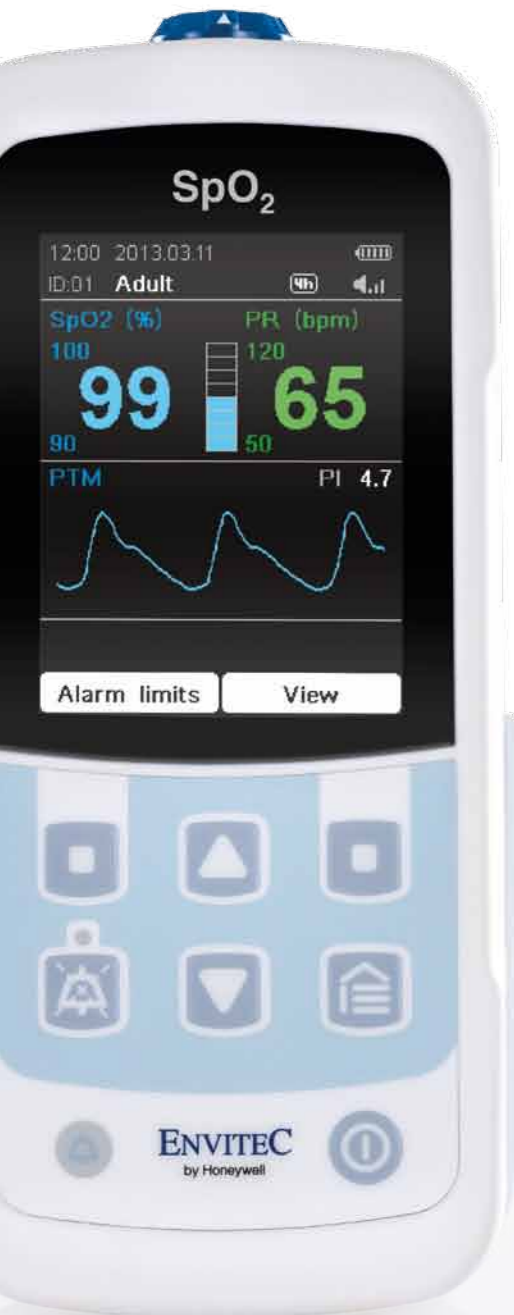 SpO₂
12:00 2013.03.11
ID:01 Adult 4h
SpO2 (%) PR (bpm)
100 120
99 65
90 50
PTM PI 4.7
Alarm limits View
ENVITEC
by Honeywell